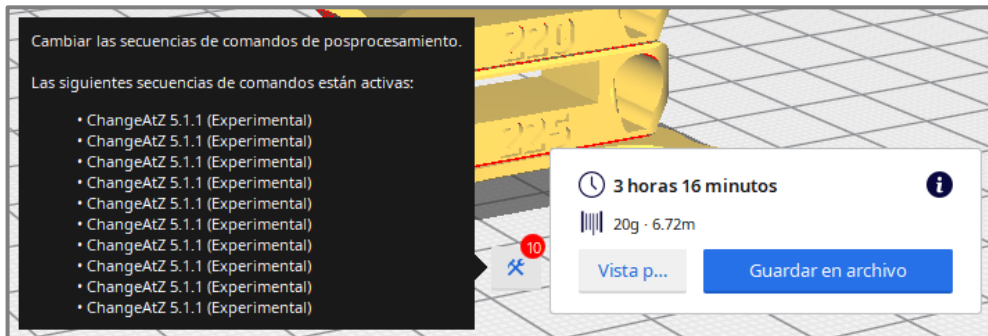 Cambiar las secuencias de comandos de posprocesamiento.
Las siguientes secuencias de comandos están activas:
• ChangeAtZ 5.1.1 (Experimental)
• ChangeAtZ 5.1.1 (Experimental)
• ChangeAtZ 5.1.1 (Experimental)
• ChangeAtZ 5.1.1 (Experimental)
• ChangeAtZ 5.1.1 (Experimental)
• ChangeAtZ 5.1.1 (Experimental)
• ChangeAtZ 5.1.1 (Experimental)
• ChangeAtZ 5.1.1 (Experimental)
• ChangeAtZ 5.1.1 (Experimental)
• ChangeAtZ 5.1.1 (Experimental)
220
225
10
3 horas 16 minutos
i
20g · 6.72m
Vista p...
Guardar en archivo